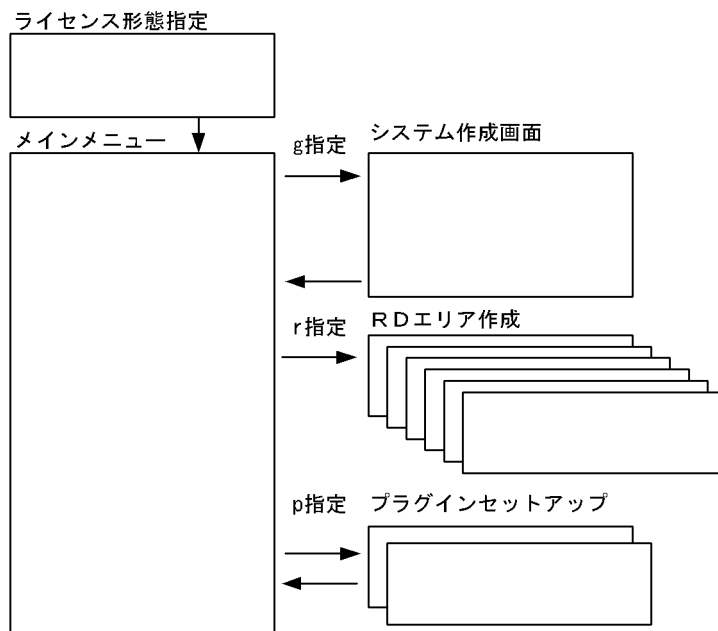 ライセンス形態指定
メインメニュー
g指定
システム作成画面
r指定
ＲＤエリア作成
p指定
プラグインセットアップ